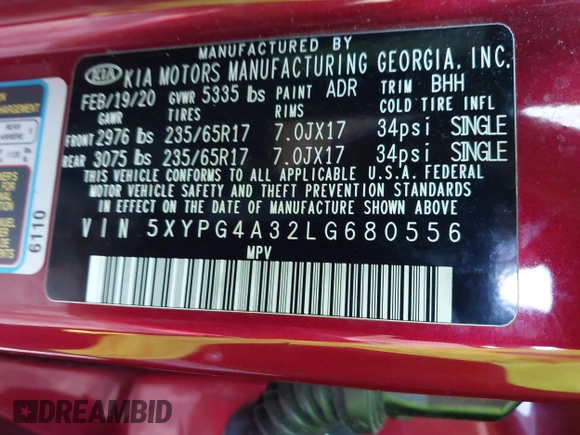 MANUFACTURED BY
KIA KIA MOTORS MANUFACTURING GEORGIA, INC.
FEB/19/20 GVWR 5335 lbs PAINT ADR TRIM BHH
GAWR TIRES RIMS COLD TIRE INFL
FRONT 2976 lbs 235/65R17 7.0JX17 34psi SINGLE
REAR 3075 lbs 235/65R17 7.0JX17 34psi SINGLE
THIS VEHICLE CONFORMS TO ALL APPLICABLE U.S.A. FEDERAL
MOTOR VEHICLE SAFETY AND THEFT PREVENTION STANDARDS
IN EFFECT ON THE DATE OF MANUFACTURE SHOWN ABOVE.
VIN 5XYPG4A32LG680556
MPV
6110
REAR
DREAMBID